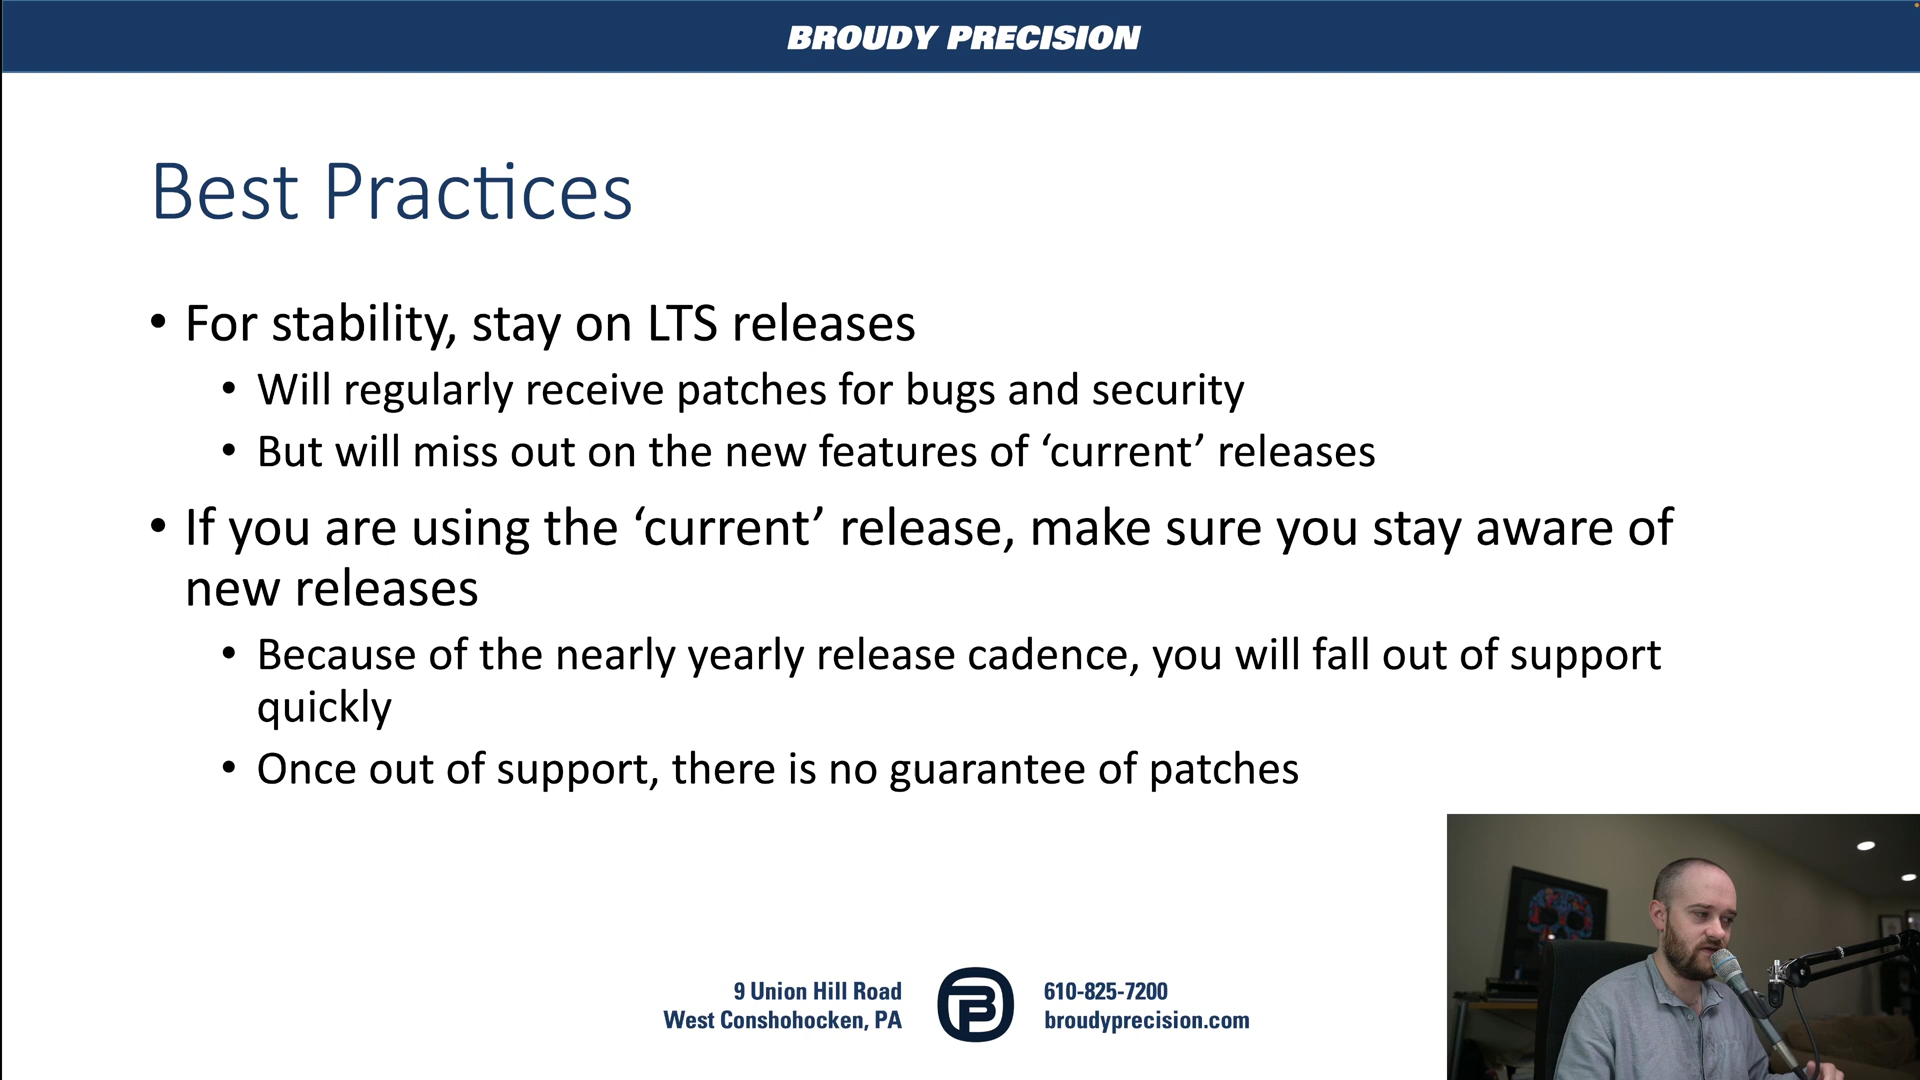 BROUDY PRECISION
Best Practices
• For stability, stay on LTS releases
• Will regularly receive patches for bugs and security
• But will miss out on the new features of ‘current’ releases
• If you are using the ‘current’ release, make sure you stay aware of
new releases
• Because of the nearly yearly release cadence, you will fall out of support
quickly
• Once out of support, there is no guarantee of patches
9 Union Hill Road
West Conshohocken, PA
610-825-7200
broudyprecision.com